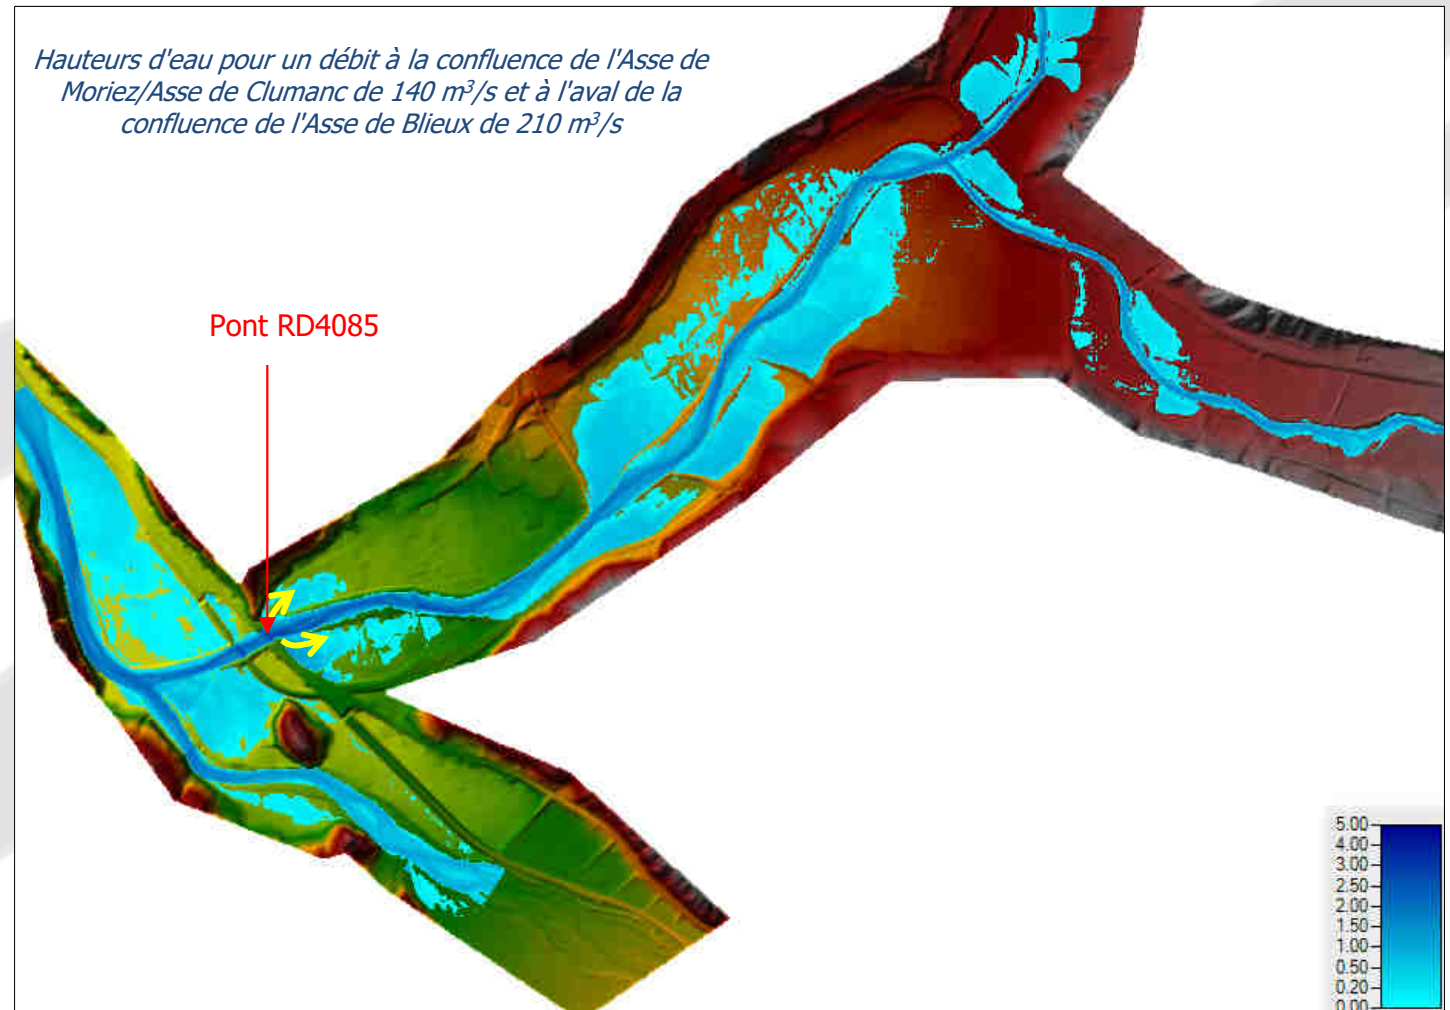 Hauteurs d'eau pour un débit à la confluence de l'Asse de
Moriez/Asse de Clumanc de 140 m³/s et à l'aval de la
confluence de l'Asse de Blieux de 210 m³/s
Pont RD4085
5.00
4.00
3.00
2.50
2.00
1.50
1.00
0.50
0.20
0.00